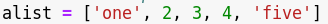 alist = ['one', 2, 3, 4, 'five']